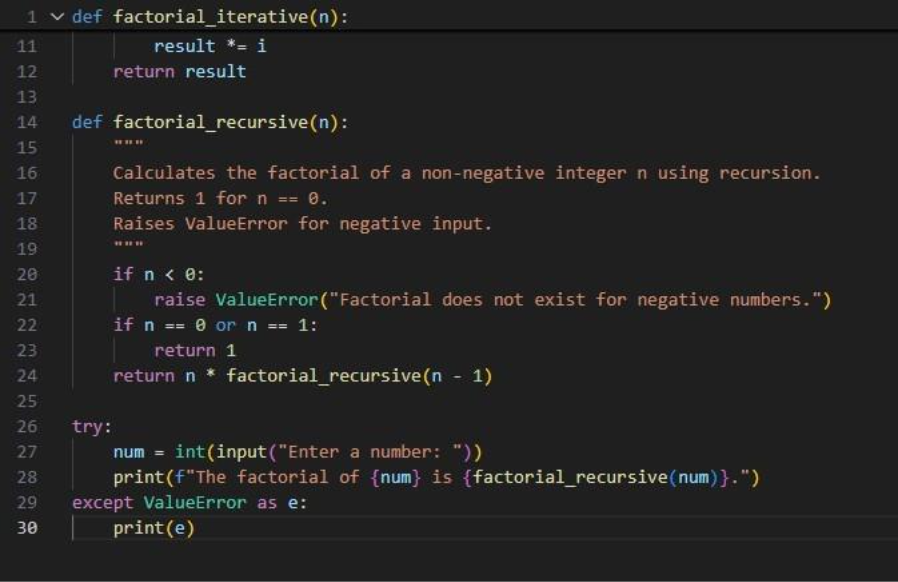 1 def factorial_iterative(n):
11 result *= i
12 return result
13
14 def factorial_recursive(n):
15 """
16 Calculates the factorial of a non-negative integer n using recursion.
17 Returns 1 for n == 0.
18 Raises ValueError for negative input.
19 """
20 if n < 0:
21 raise ValueError("Factorial does not exist for negative numbers.")
22 if n == 0 or n == 1:
23 return 1
24 return n * factorial_recursive(n - 1)
25
26 try:
27 num = int(input("Enter a number: "))
28 print(f"The factorial of {num} is {factorial_recursive(num)}.")
29 except ValueError as e:
30 print(e)